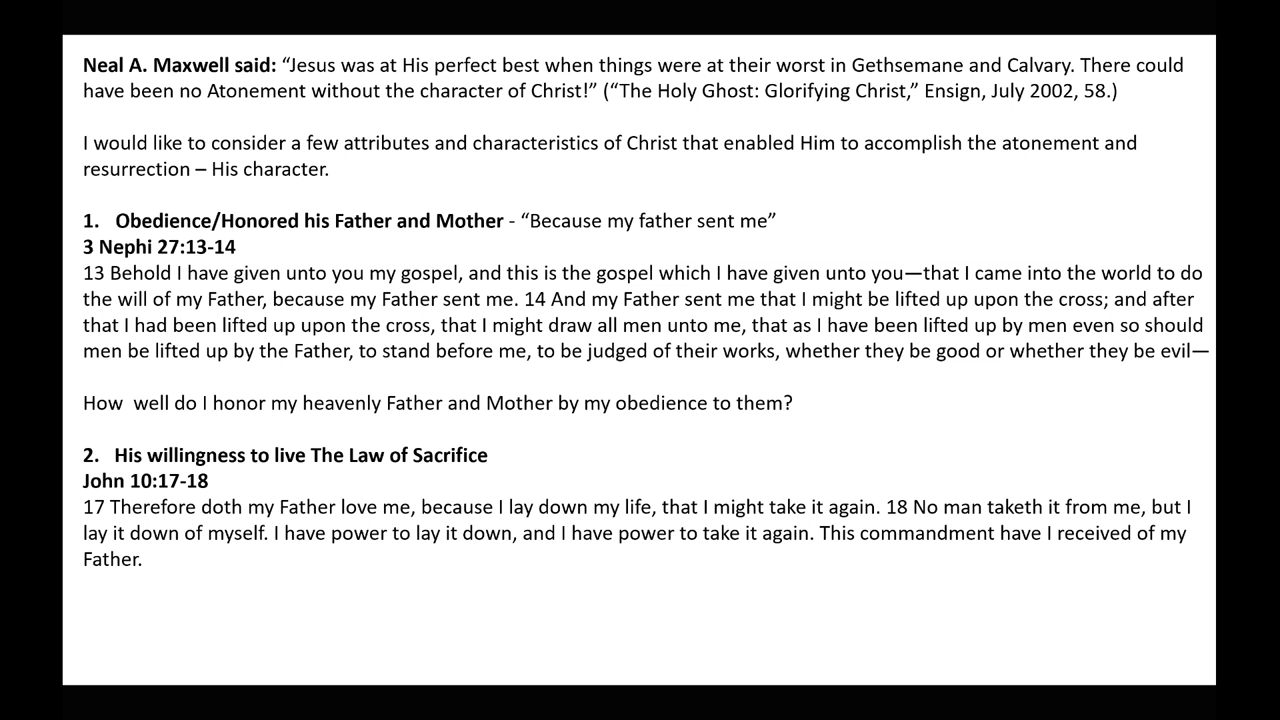 Neal A. Maxwell said: “Jesus was at His perfect best when things were at their worst in Gethsemane and Calvary. There could
have been no Atonement without the character of Christ!” (“The Holy Ghost: Glorifying Christ,” Ensign, July 2002, 58.)
I would like to consider a few attributes and characteristics of Christ that enabled Him to accomplish the atonement and
resurrection – His character.
1. Obedience/Honored his Father and Mother - “Because my father sent me”
3 Nephi 27:13-14
13 Behold I have given unto you my gospel, and this is the gospel which I have given unto you—that I came into the world to do
the will of my Father, because my Father sent me. 14 And my Father sent me that I might be lifted up upon the cross; and after
that I had been lifted up upon the cross, that I might draw all men unto me, that as I have been lifted up by men even so should
men be lifted up by the Father, to stand before me, to be judged of their works, whether they be good or whether they be evil—
How  well do I honor my heavenly Father and Mother by my obedience to them?
2. His willingness to live The Law of Sacrifice
John 10:17-18
17 Therefore doth my Father love me, because I lay down my life, that I might take it again. 18 No man taketh it from me, but I
lay it down of myself. I have power to lay it down, and I have power to take it again. This commandment have I received of my
Father.